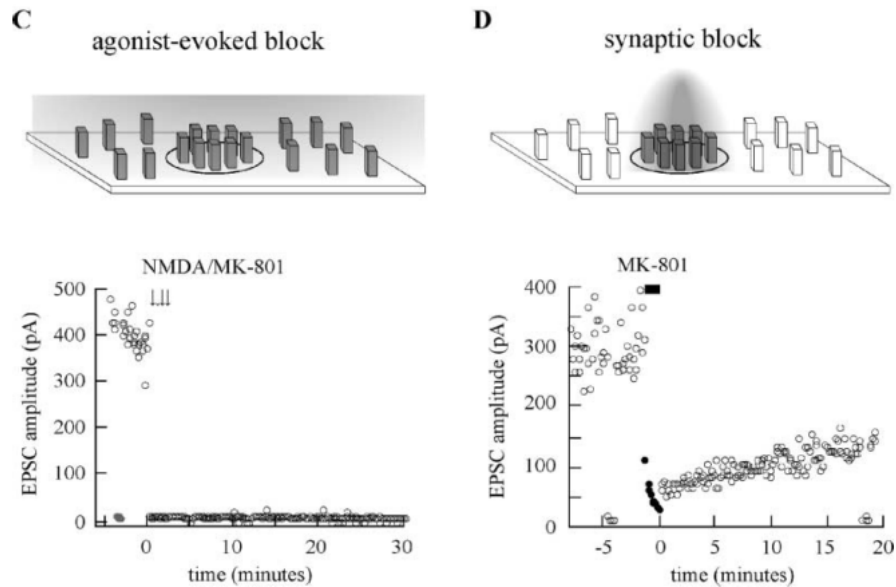 C
agonist-evoked block
NMDA/MK-801
500
400
300
200
100
0
EPSC amplitude (pA)
0 10 20 30
time (minutes)
D
synaptic block
MK-801
400
300
200
100
0
EPSC amplitude (pA)
-5 0 5 10 15 20
time (minutes)